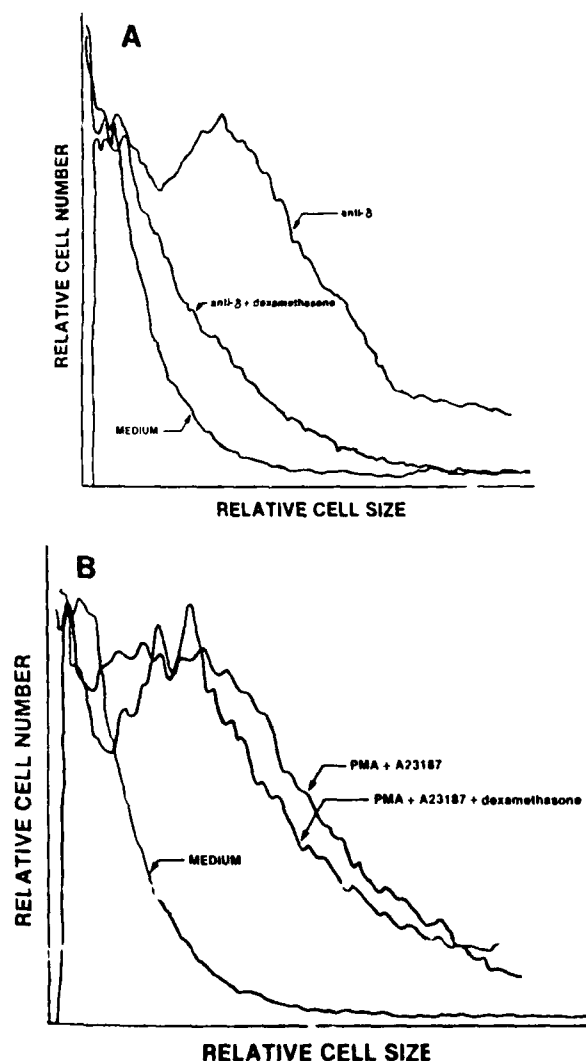 A
RELATIVE CELL NUMBER
anti-δ
anti-δ + dexamethasone
MEDIUM
RELATIVE CELL SIZE
B
RELATIVE CELL NUMBER
PMA + A23187
PMA + A23187 + dexamethasone
MEDIUM
RELATIVE CELL SIZE